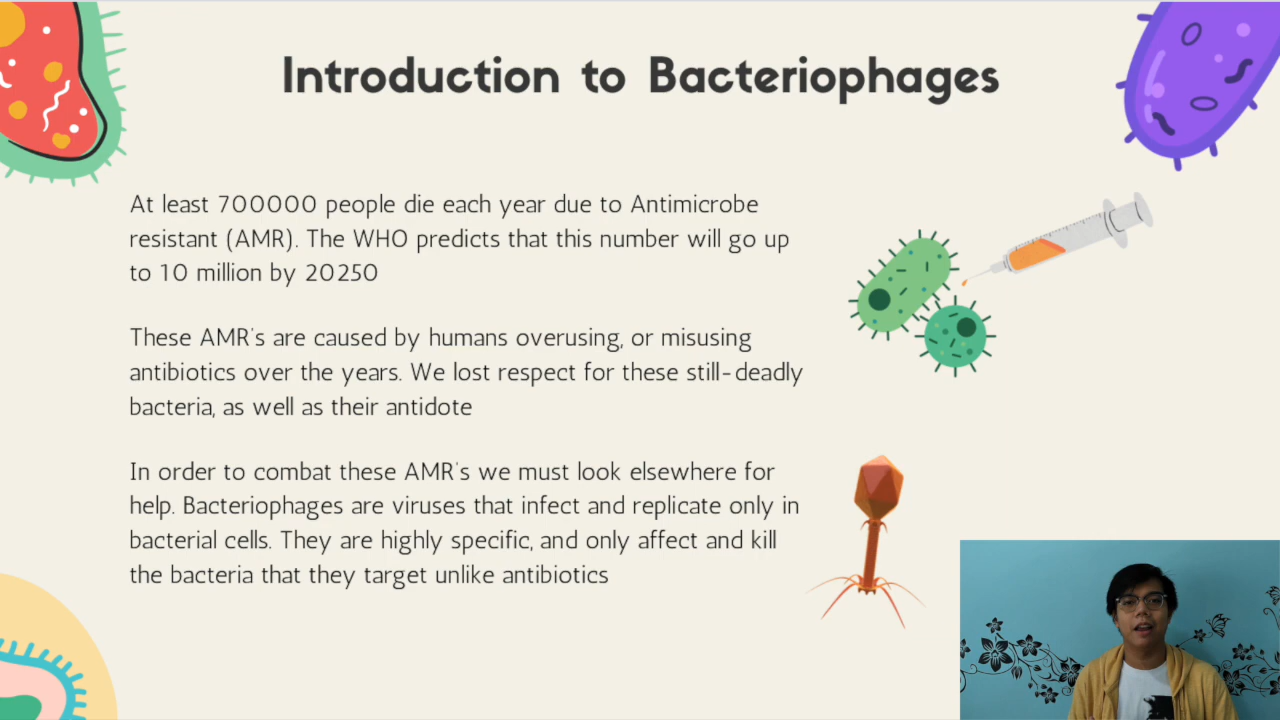 Introduction to Bacteriophages
At least 700000 people die each year due to Antimicrobe
resistant (AMR). The WHO predicts that this number will go up
to 10 million by 20250
These AMR's are caused by humans overusing, or misusing
antibiotics over the years. We lost respect for these still-deadly
bacteria, as well as their antidote
In order to combat these AMR's we must look elsewhere for
help. Bacteriophages are viruses that infect and replicate only in
bacterial cells. They are highly specific, and only affect and kill
the bacteria that they target unlike antibiotics